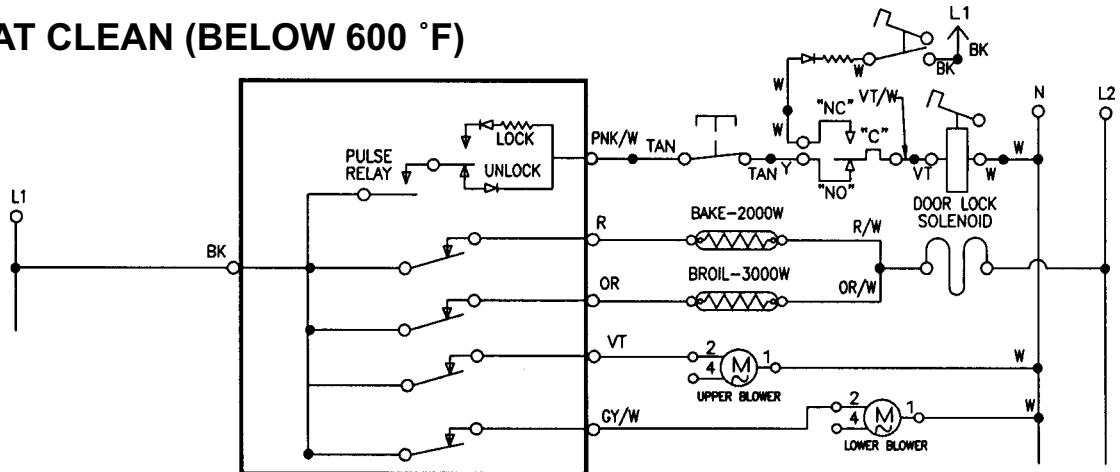 AT CLEAN (BELOW 600 ˚F)
L1
BK
BK
W
W
"NC"
VT/W
N
L2
LOCK
PNK/W
TAN
W
"C"
W
PULSE
RELAY
UNLOCK
TAN
Y
"NO"
VT
W
DOOR LOCK
SOLENOID
L1
BK
R
BAKE-2000W
R/W
OR
BROIL-3000W
OR/W
VT
2
4
M
1
W
UPPER BLOWER
GY/W
2
4
M
1
W
LOWER BLOWER